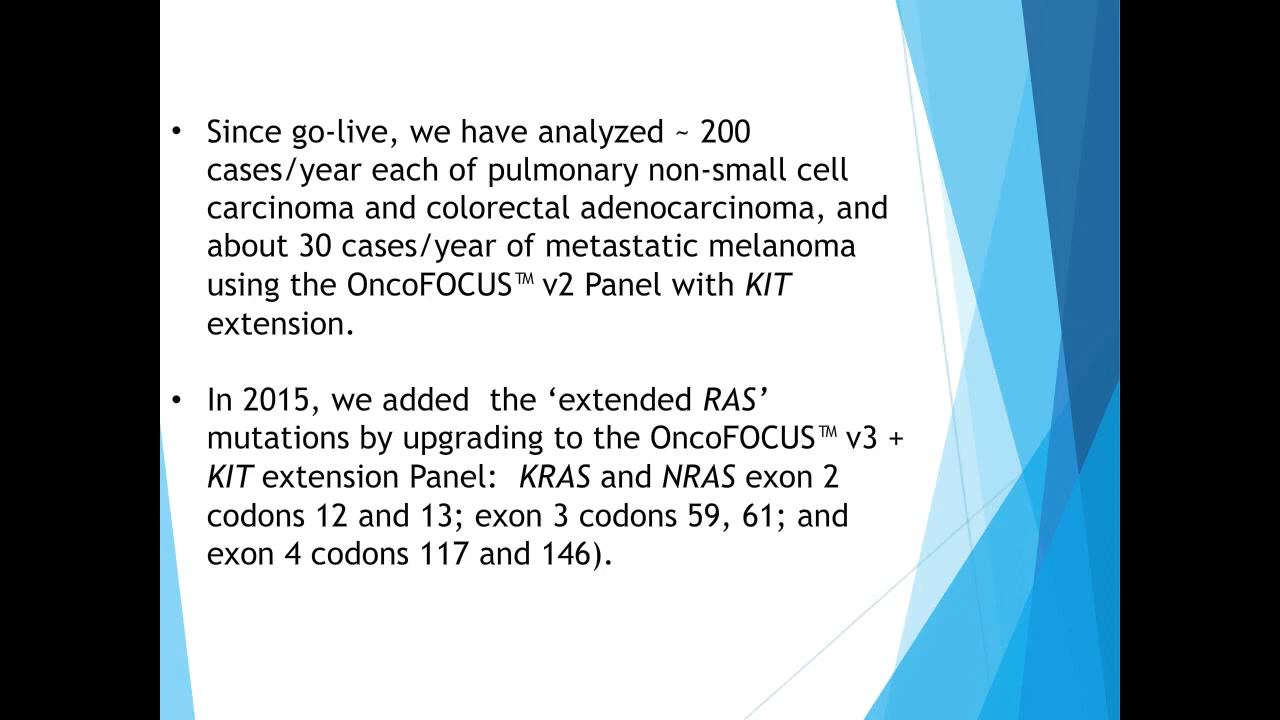 • Since go-live, we have analyzed ~ 200
cases/year each of pulmonary non-small cell
carcinoma and colorectal adenocarcinoma, and
about 30 cases/year of metastatic melanoma
using the OncoFOCUS™ v2 Panel with KIT
extension.
• In 2015, we added  the ‘extended RAS’
mutations by upgrading to the OncoFOCUS™ v3 +
KIT extension Panel:  KRAS and NRAS exon 2
codons 12 and 13; exon 3 codons 59, 61; and
exon 4 codons 117 and 146).